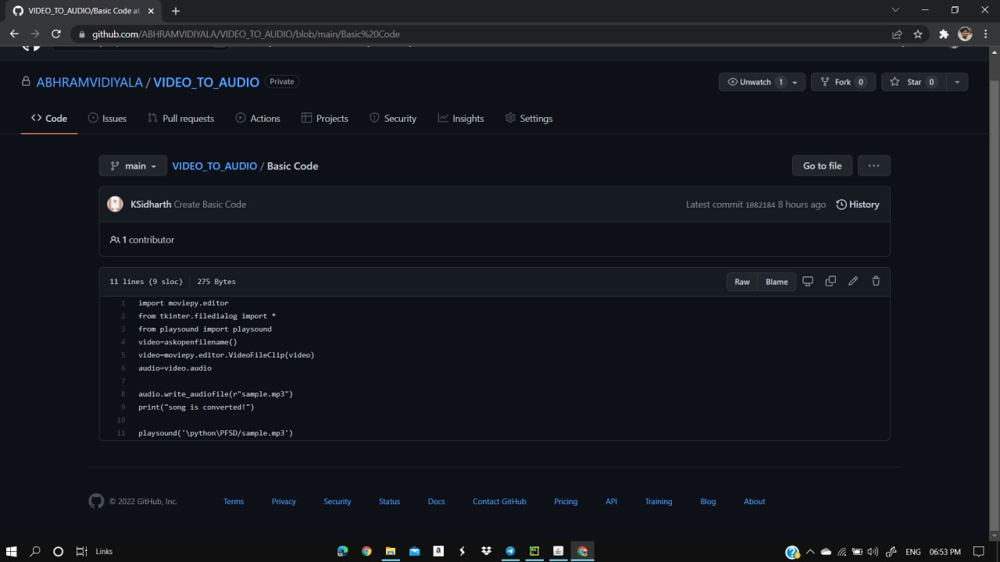 VIDEO_TO_AUDIO/Basic Code at
github.com/ABHRAMVIDIYALA/VIDEO_TO_AUDIO/blob/main/Basic%20Code
ABHRAMVIDIYALA / VIDEO_TO_AUDIO Private
Unwatch 1 Fork 0 Star 0
Code Issues Pull requests Actions Projects Security Insights Settings
main VIDEO_TO_AUDIO / Basic Code Go to file ...
KSidharth Create Basic Code Latest commit 1082184 8 hours ago History
1 contributor
11 lines (9 sloc) 275 Bytes Raw Blame
1 import moviepy.editor
2 from tkinter.filedialog import *
3 from playsound import playsound
4 video=askopenfilename()
5 video=moviepy.editor.VideoFileClip(video)
6 audio=video.audio
7
8 audio.write_audiofile(r"sample.mp3")
9 print("song is converted!")
10
11 playsound('\python\PFSD/sample.mp3')
© 2022 GitHub, Inc. Terms Privacy Security Status Docs Contact GitHub Pricing API Training Blog About
Links ENG 06:53 PM